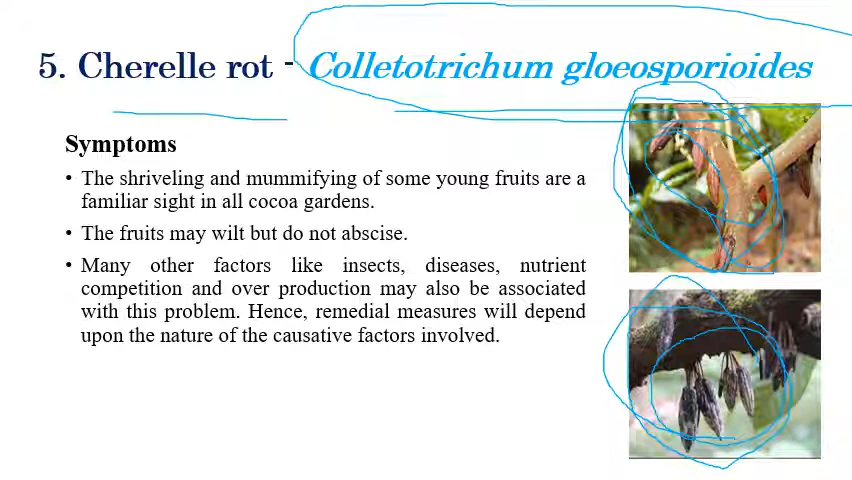 5. Cherelle rot - Colletotrichum gloeosporioides
Symptoms
• The shriveling and mummifying of some young fruits are a
familiar sight in all cocoa gardens.
• The fruits may wilt but do not abscise.
• Many other factors like insects, diseases, nutrient
competition and over production may also be associated
with this problem. Hence, remedial measures will depend
upon the nature of the causative factors involved.